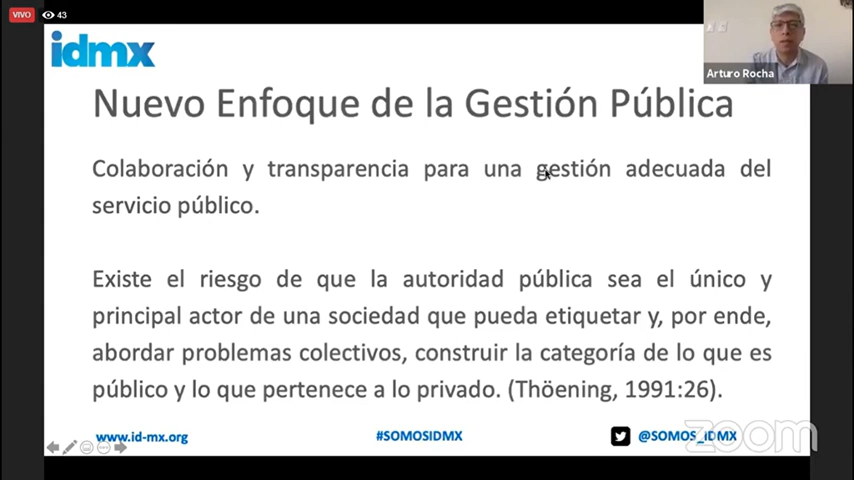 VIVO
43
idmx
Arturo Rocha
Nuevo Enfoque de la Gestión Pública
Colaboración y transparencia para una gestión adecuada del
servicio público.
Existe el riesgo de que la autoridad pública sea el único y
principal actor de una sociedad que pueda etiquetar y, por ende,
abordar problemas colectivos, construir la categoría de lo que es
público y lo que pertenece a lo privado. (Thöening, 1991:26).
www.id-mx.org
#SOMOSIDMX
@SOMOS_IDMX
zoom